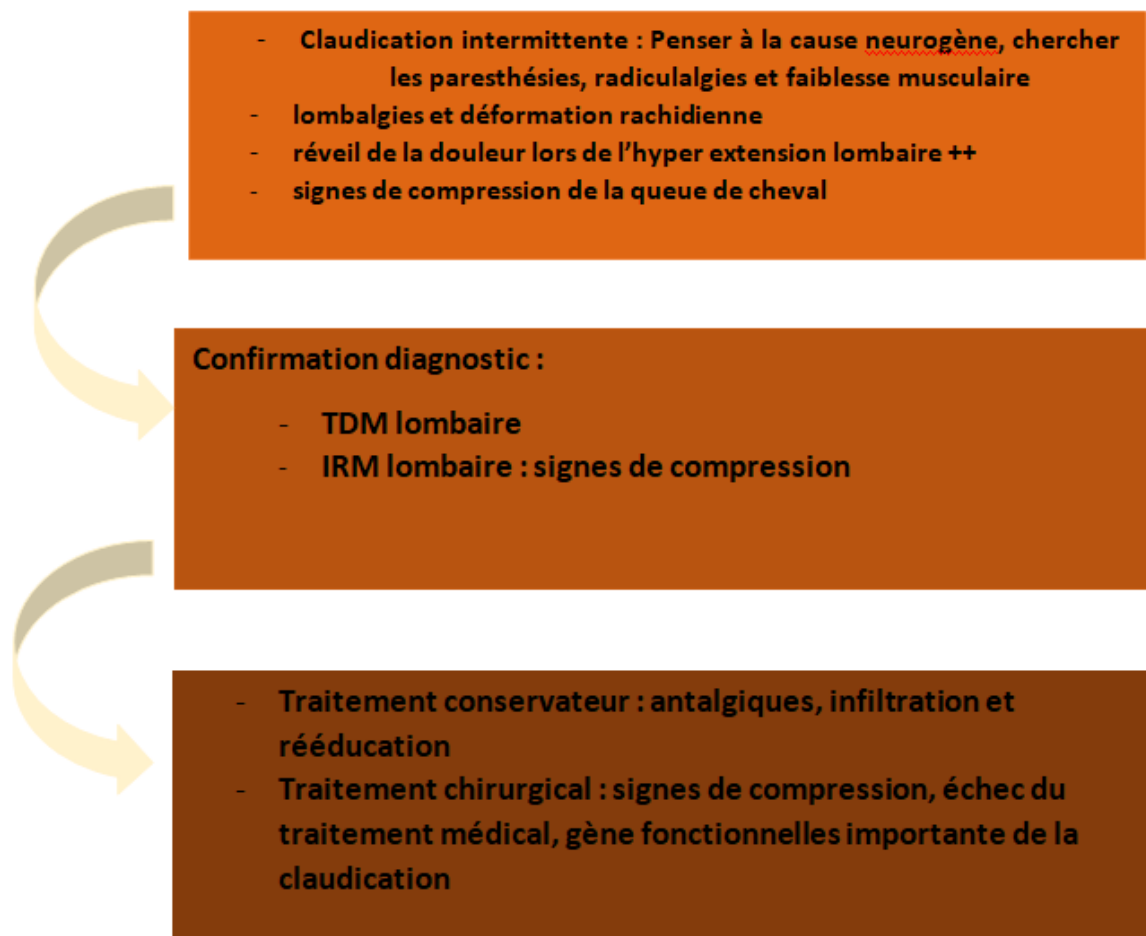 - Claudication intermittente : Penser à la cause neurogène, chercher
les paresthésies, radiculalgies et faiblesse musculaire
- lombalgies et déformation rachidienne
- réveil de la douleur lors de l'hyper extension lombaire ++
- signes de compression de la queue de cheval
Confirmation diagnostic :
- TDM lombaire
- IRM lombaire : signes de compression
- Traitement conservateur : antalgiques, infiltration et
rééducation
- Traitement chirurgical : signes de compression, échec du
traitement médical, gène fonctionnelles importante de la
claudication